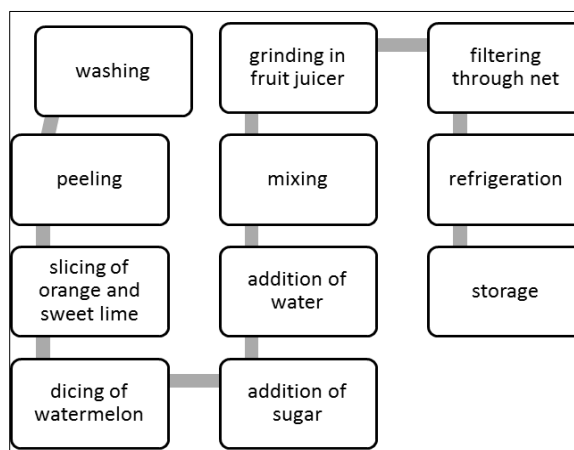 washing
peeling
slicing of
orange and
sweet lime
dicing of
watermelon
addition of
sugar
addition of
water
mixing
grinding in
fruit juicer
filtering
through net
refrigeration
storage